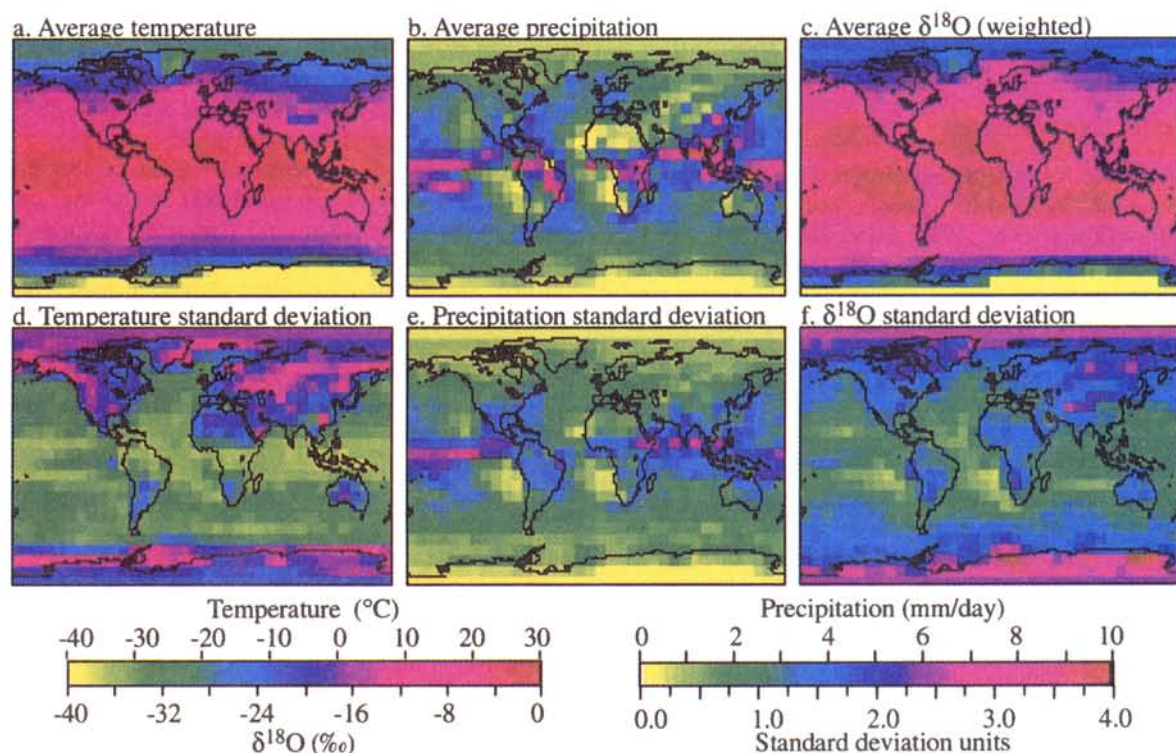 a. Average temperature
b. Average precipitation
c. Average δ¹⁸O (weighted)
d. Temperature standard deviation
e. Precipitation standard deviation
f. δ¹⁸O standard deviation
Temperature (°C)
-40 -30 -20 -10 0 10 20 30
-40 -32 -24 -16 -8 0
δ¹⁸O (‰)
Precipitation (mm/day)
0 2 4 6 8 10
0.0 1.0 2.0 3.0 4.0
Standard deviation units